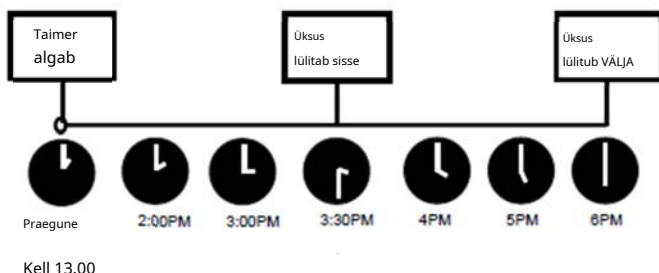 Taimer
algab
Üksus
lülitab sisse
Üksus
lülitub VÄLJA
Praegune
2:00PM
3:00PM
3:30PM
4PM
5PM
6PM
Kell 13.00